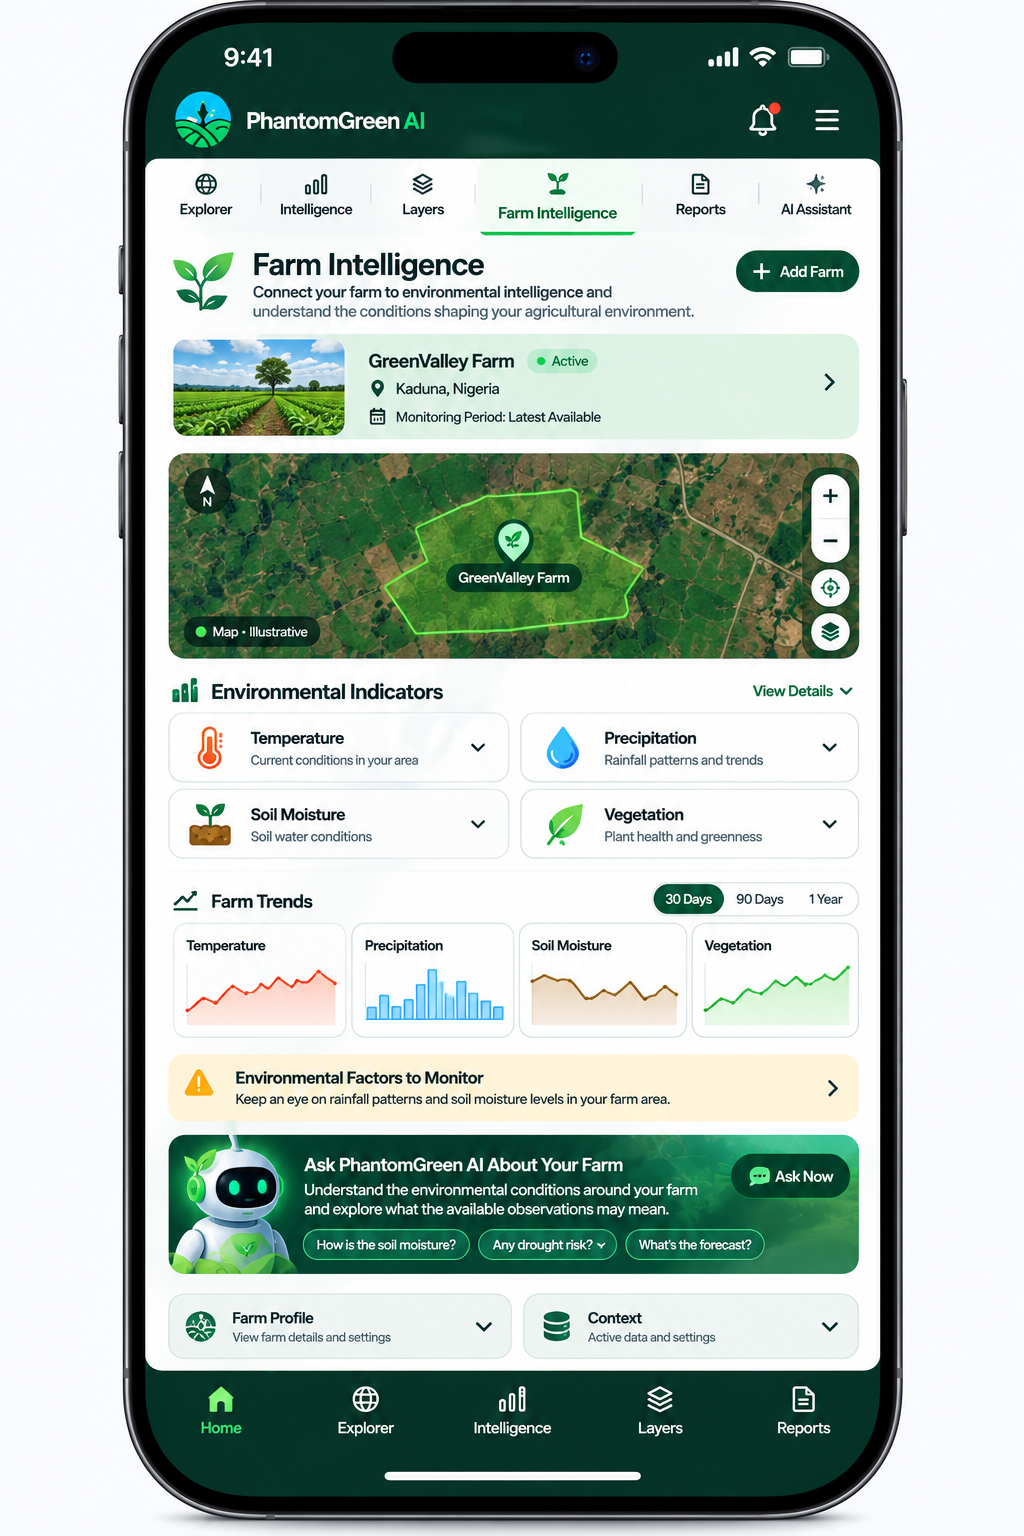 9:41
PhantomGreen AI
Explorer
Intelligence
Layers
Farm Intelligence
Reports
AI Assistant
Farm Intelligence
Connect your farm to environmental intelligence and
understand the conditions shaping your agricultural environment.
+ Add Farm
GreenValley Farm
Active
Kaduna, Nigeria
Monitoring Period: Latest Available
N
GreenValley Farm
Map • Illustrative
Environmental Indicators
View Details
Temperature
Current conditions in your area
Precipitation
Rainfall patterns and trends
Soil Moisture
Soil water conditions
Vegetation
Plant health and greenness
Farm Trends
30 Days
90 Days
1 Year
Temperature
Precipitation
Soil Moisture
Vegetation
Environmental Factors to Monitor
Keep an eye on rainfall patterns and soil moisture levels in your farm area.
Ask PhantomGreen AI About Your Farm
Understand the environmental conditions around your farm
and explore what the available observations may mean.
Ask Now
How is the soil moisture?
Any drought risk?
What's the forecast?
Farm Profile
View farm details and settings
Context
Active data and settings
Home
Explorer
Intelligence
Layers
Reports